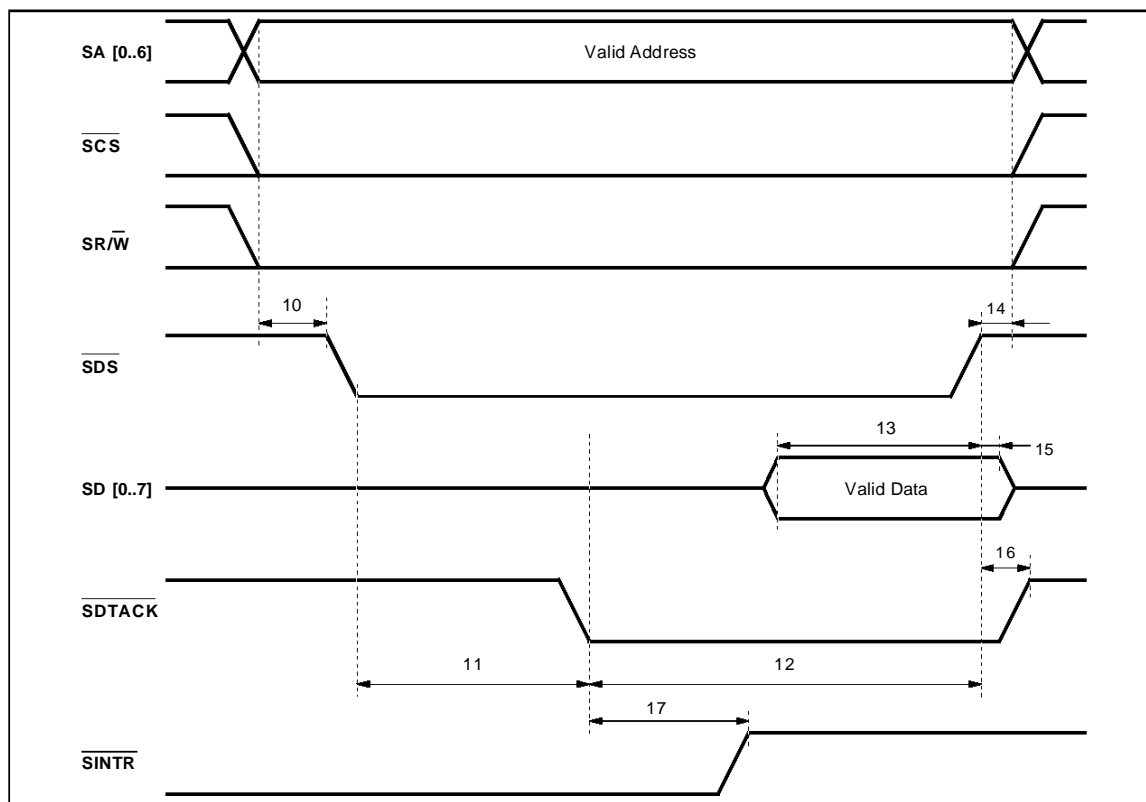 SA [0..6]
Valid Address
SCS
SR/W
10
14
SDS
13
15
SD [0..7]
Valid Data
16
SDTACK
11
12
17
SINTR